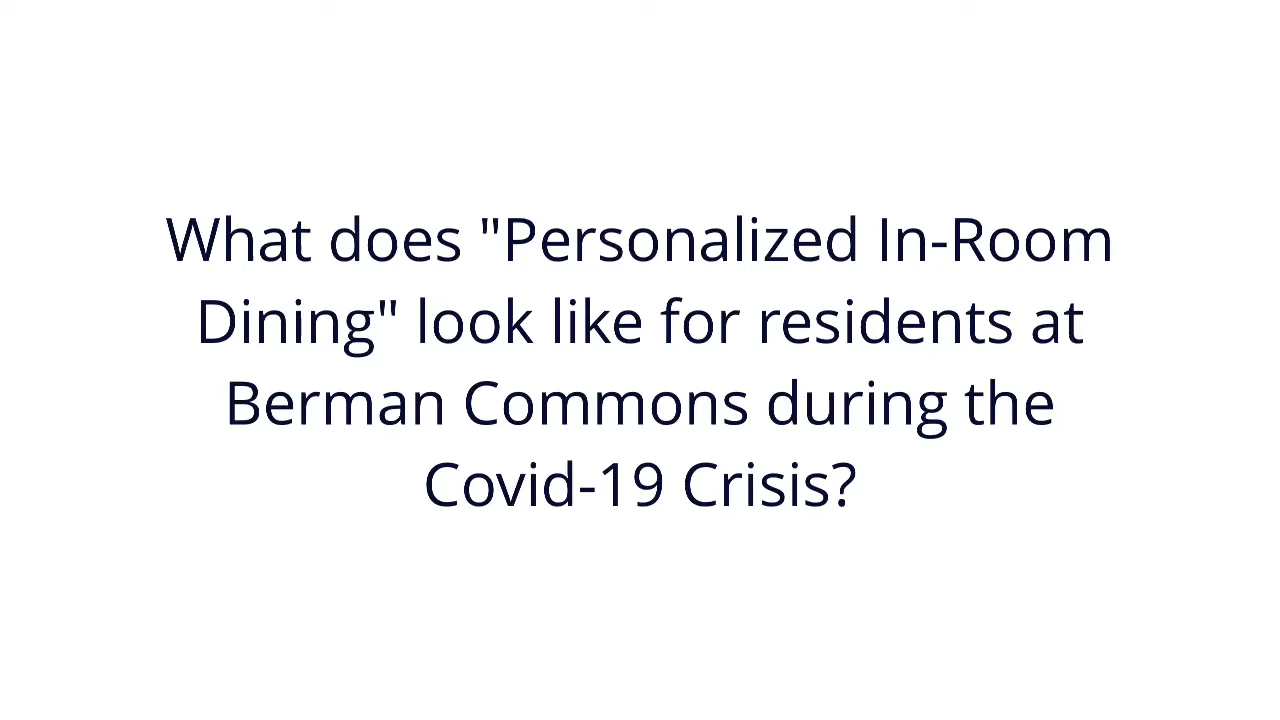 What does "Personalized In-Room
Dining" look like for residents at
Berman Commons during the
Covid-19 Crisis?